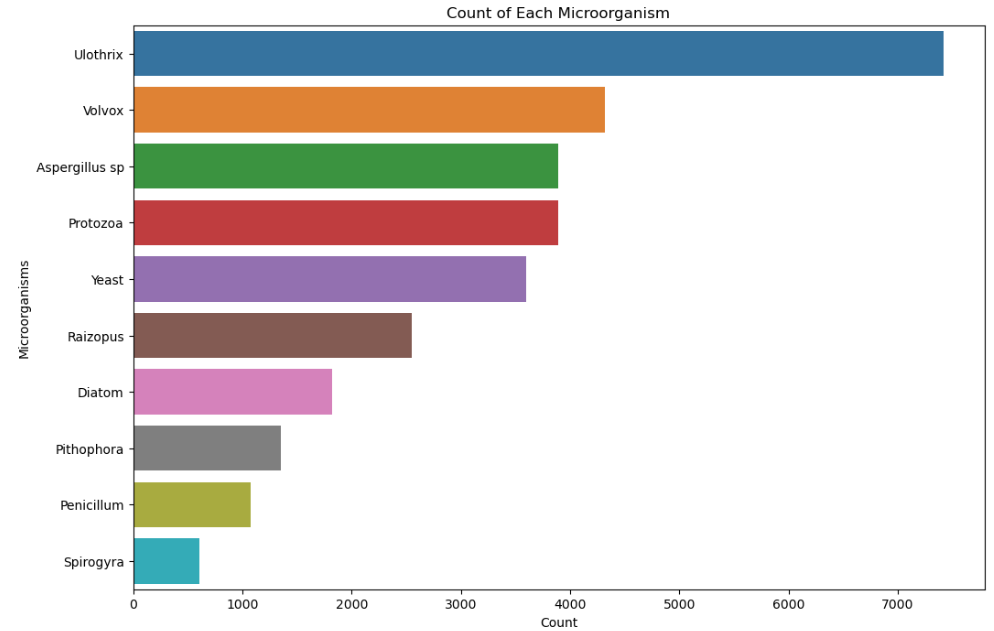 Count of Each Microorganism
Ulothrix
Volvox
Aspergillus sp
Protozoa
Yeast
Raizopus
Diatom
Pithophora
Penicillum
Spirogyra
Microorganisms
0 1000 2000 3000 4000 5000 6000 7000
Count